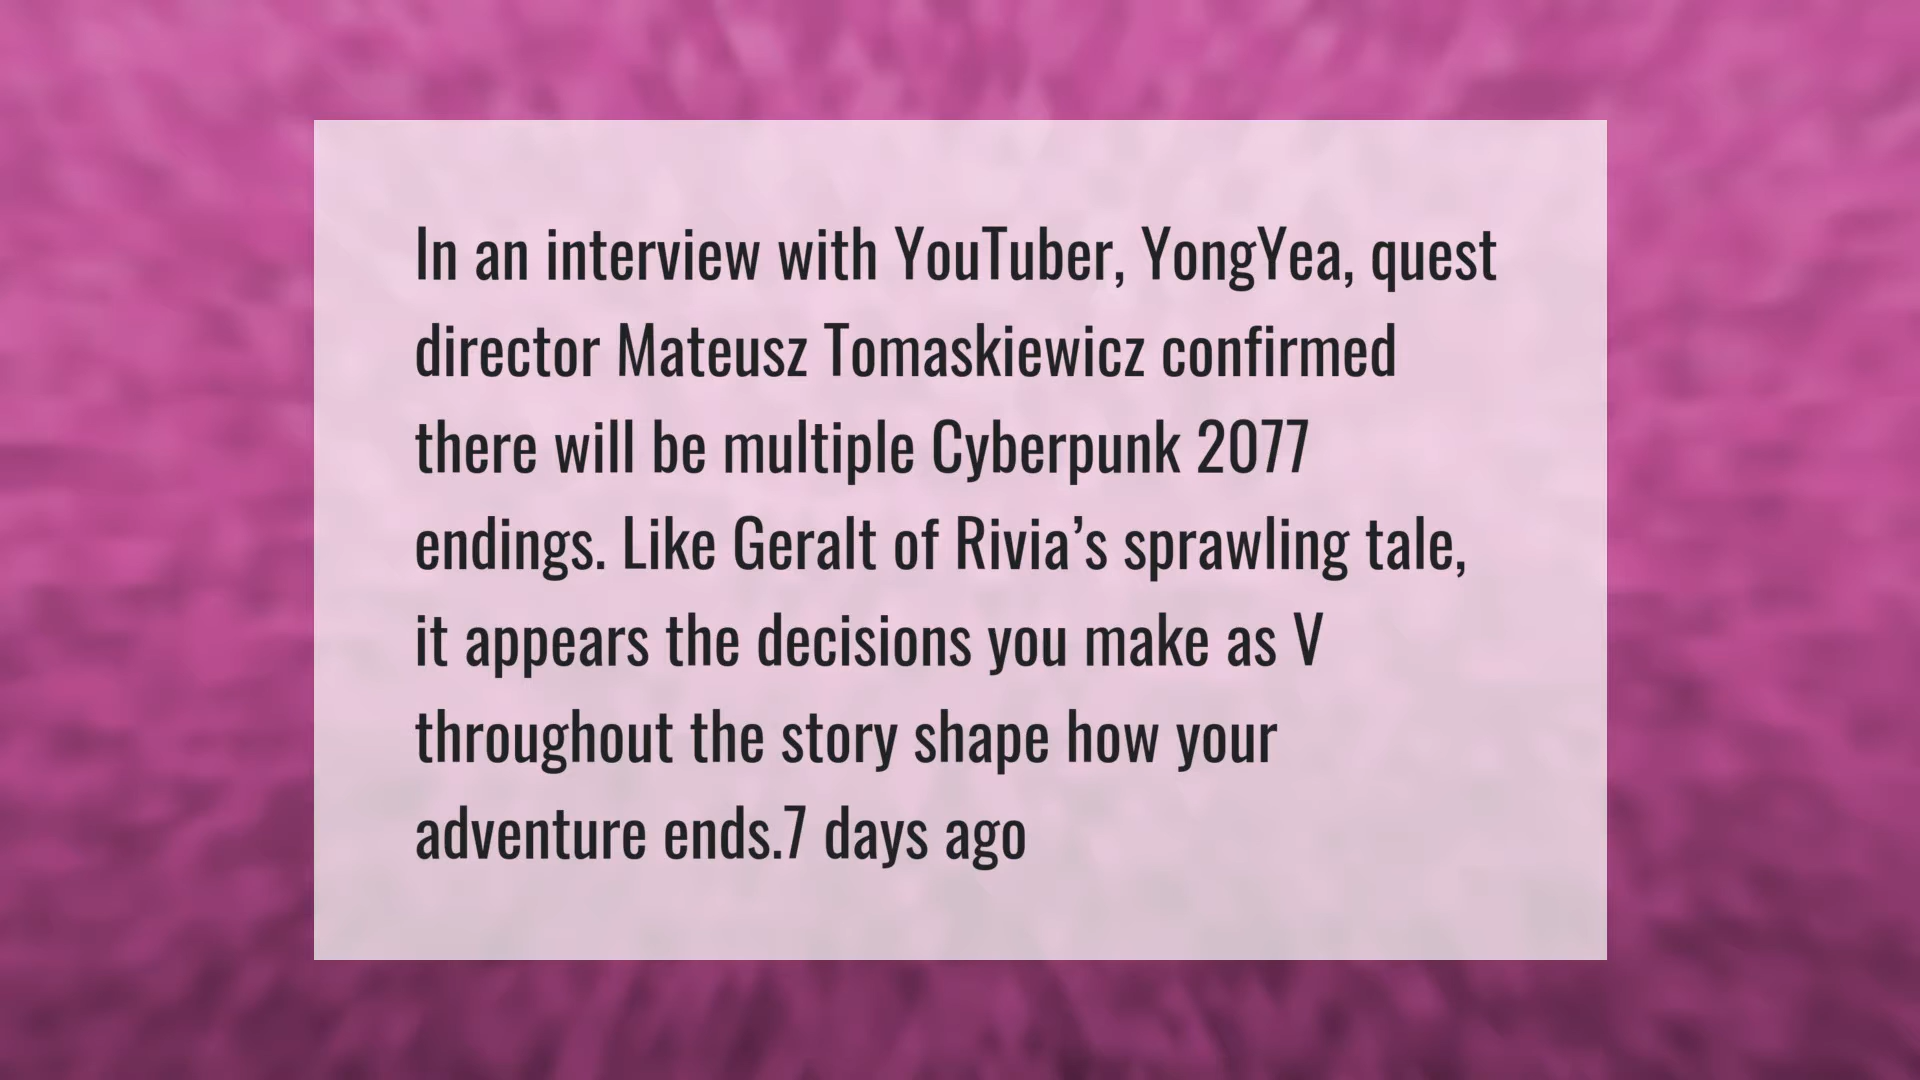 In an interview with YouTuber, YongYea, quest
director Mateusz Tomaskiewicz confirmed
there will be multiple Cyberpunk 2077
endings. Like Geralt of Rivia’s sprawling tale,
it appears the decisions you make as V
throughout the story shape how your
adventure ends.7 days ago